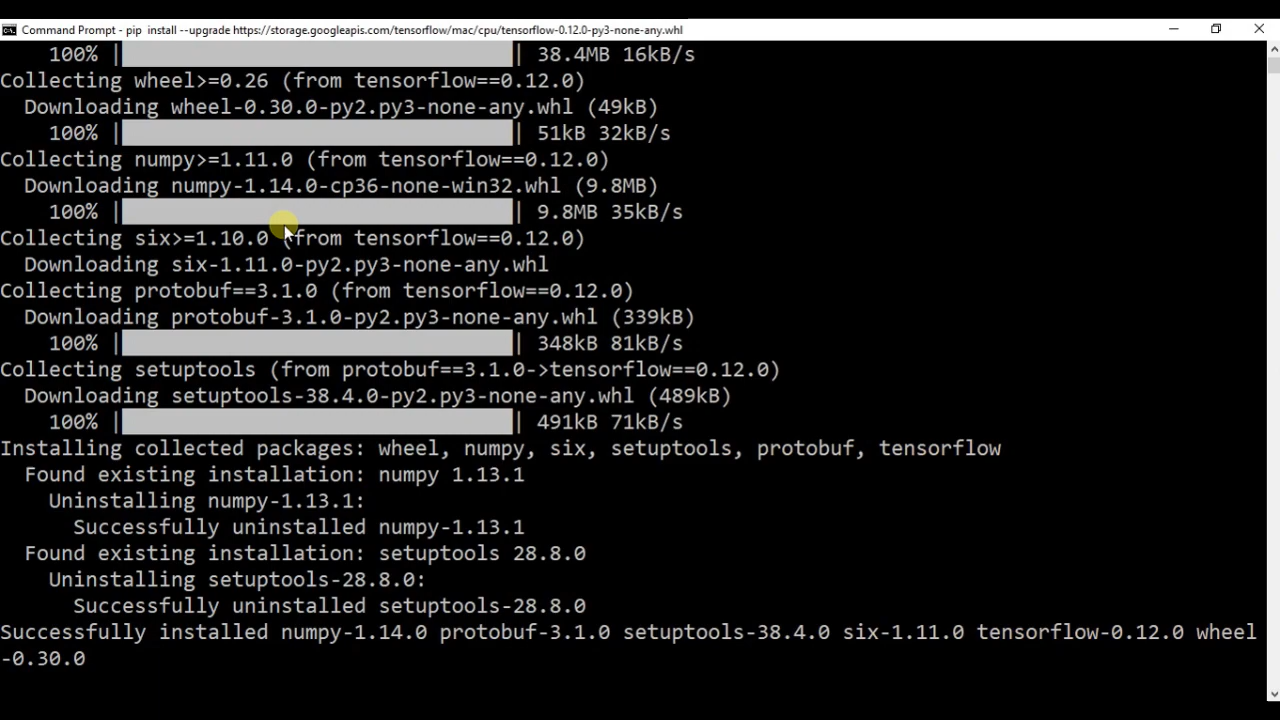 Command Prompt - pip  install --upgrade https://storage.googleapis.com/tensorflow/mac/cpu/tensorflow-0.12.0-py3-none-any.whl
100% | | 38.4MB 16kB/s
Collecting wheel>=0.26 (from tensorflow==0.12.0)
Downloading wheel-0.30.0-py2.py3-none-any.whl (49kB)
100% | | 51kB 32kB/s
Collecting numpy>=1.11.0 (from tensorflow==0.12.0)
Downloading numpy-1.14.0-cp36-none-win32.whl (9.8MB)
100% | | 9.8MB 35kB/s
Collecting six>=1.10.0 (from tensorflow==0.12.0)
Downloading six-1.11.0-py2.py3-none-any.whl
Collecting protobuf==3.1.0 (from tensorflow==0.12.0)
Downloading protobuf-3.1.0-py2.py3-none-any.whl (339kB)
100% | | 348kB 81kB/s
Collecting setuptools (from protobuf==3.1.0->tensorflow==0.12.0)
Downloading setuptools-38.4.0-py2.py3-none-any.whl (489kB)
100% | | 491kB 71kB/s
Installing collected packages: wheel, numpy, six, setuptools, protobuf, tensorflow
Found existing installation: numpy 1.13.1
Uninstalling numpy-1.13.1:
Successfully uninstalled numpy-1.13.1
Found existing installation: setuptools 28.8.0
Uninstalling setuptools-28.8.0:
Successfully uninstalled setuptools-28.8.0
Successfully installed numpy-1.14.0 protobuf-3.1.0 setuptools-38.4.0 six-1.11.0 tensorflow-0.12.0 wheel
-0.30.0